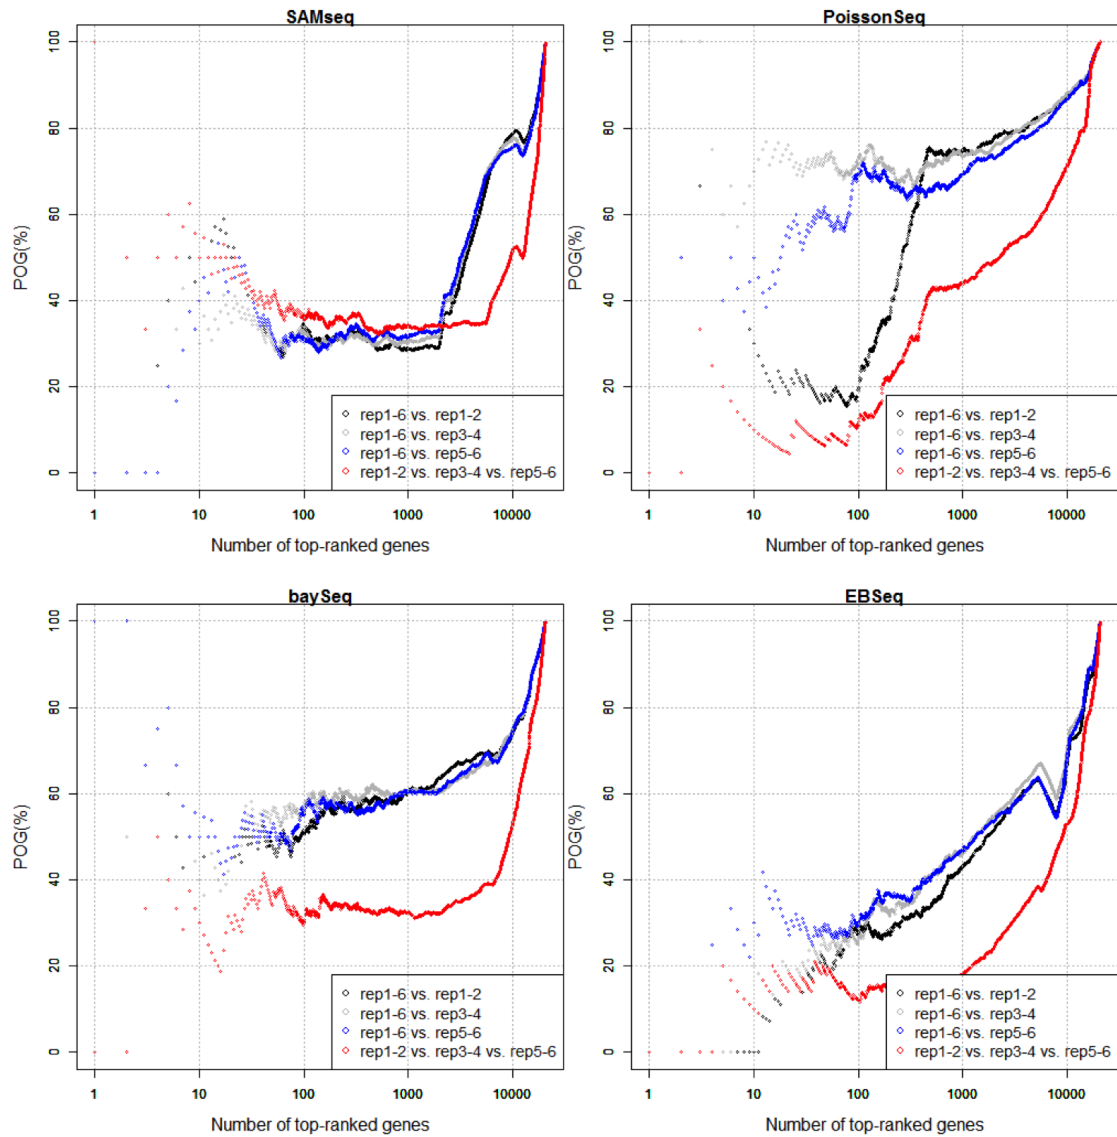 SAMseq
POG(%)
100
80
60
40
20
0
rep1-6 vs. rep1-2
rep1-6 vs. rep3-4
rep1-6 vs. rep5-6
rep1-2 vs. rep3-4 vs. rep5-6
1 10 100 1000 10000
Number of top-ranked genes
PoissonSeq
POG(%)
100
80
60
40
20
0
rep1-6 vs. rep1-2
rep1-6 vs. rep3-4
rep1-6 vs. rep5-6
rep1-2 vs. rep3-4 vs. rep5-6
1 10 100 1000 10000
Number of top-ranked genes
baySeq
POG(%)
100
80
60
40
20
0
rep1-6 vs. rep1-2
rep1-6 vs. rep3-4
rep1-6 vs. rep5-6
rep1-2 vs. rep3-4 vs. rep5-6
1 10 100 1000 10000
Number of top-ranked genes
EBSeq
POG(%)
100
80
60
40
20
0
rep1-6 vs. rep1-2
rep1-6 vs. rep3-4
rep1-6 vs. rep5-6
rep1-2 vs. rep3-4 vs. rep5-6
1 10 100 1000 10000
Number of top-ranked genes